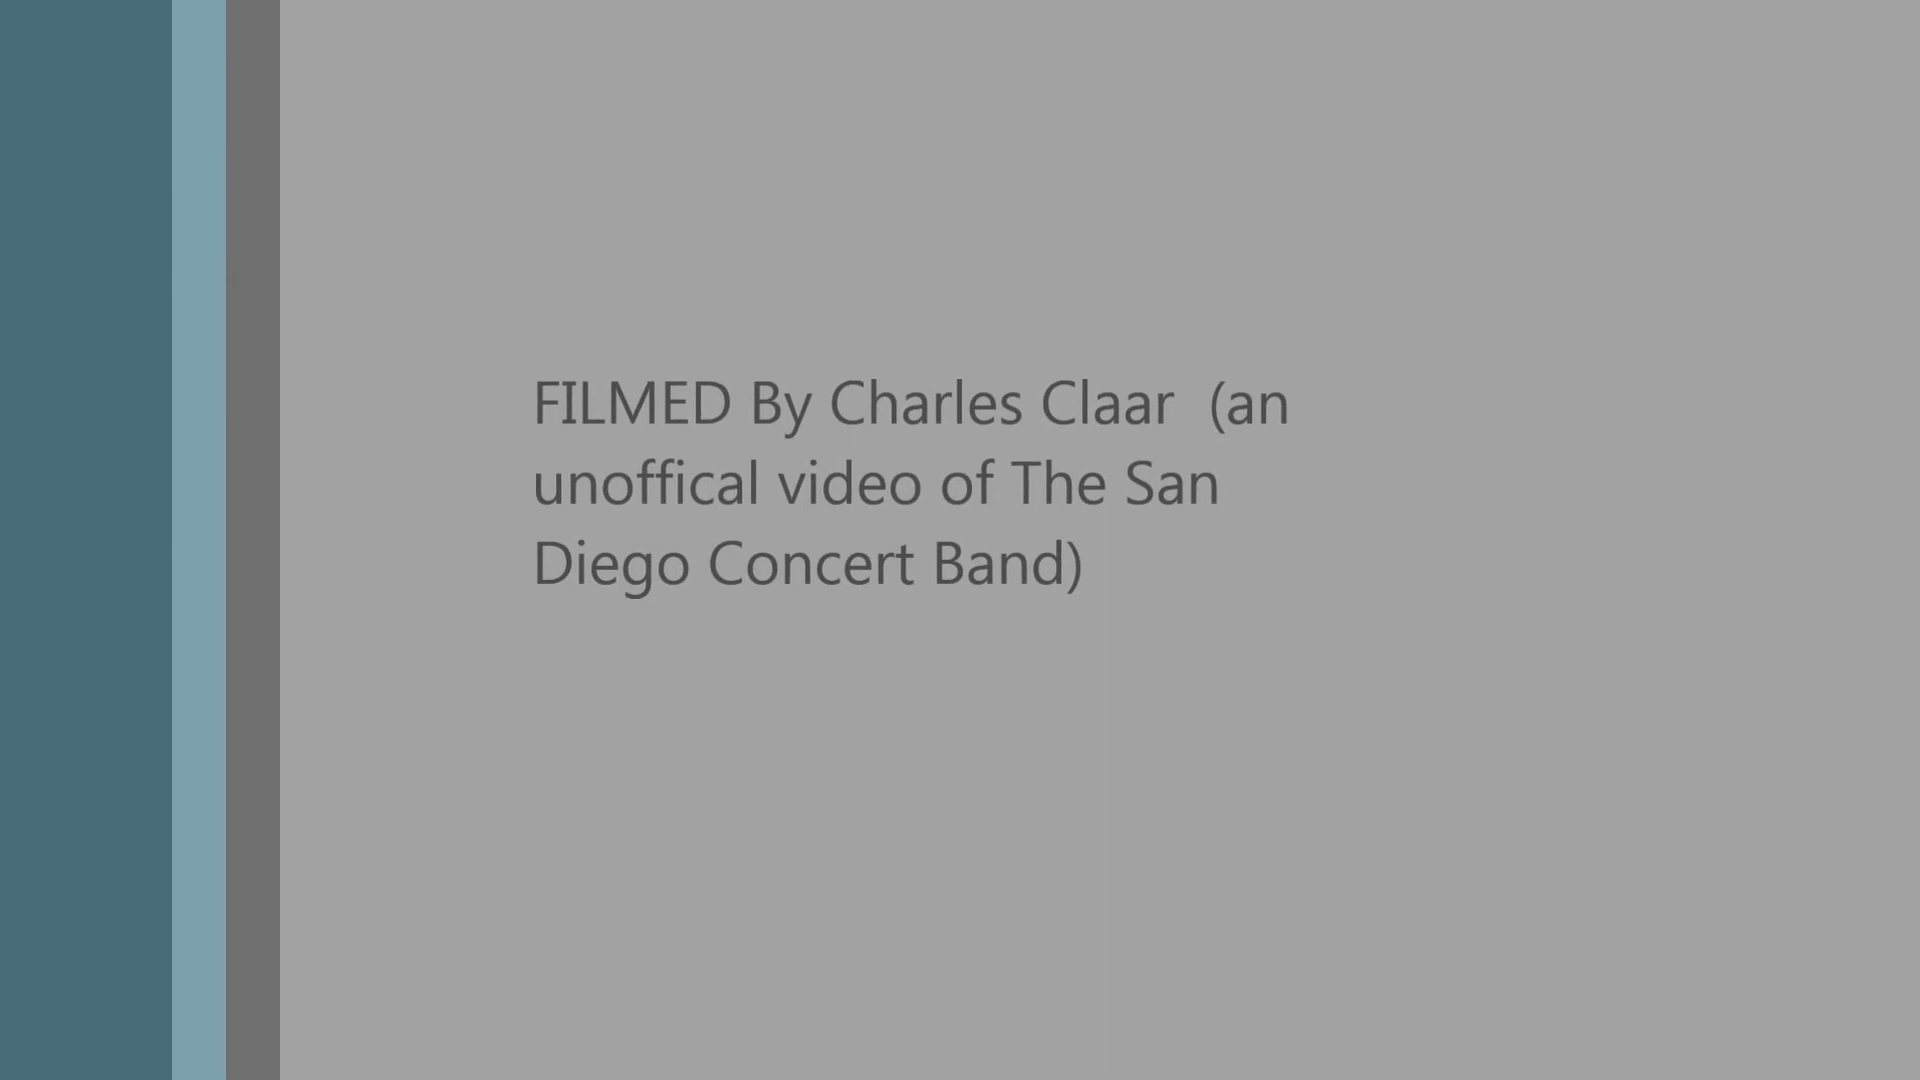 FILMED By Charles Claar  (an
unoffical video of The San
Diego Concert Band)